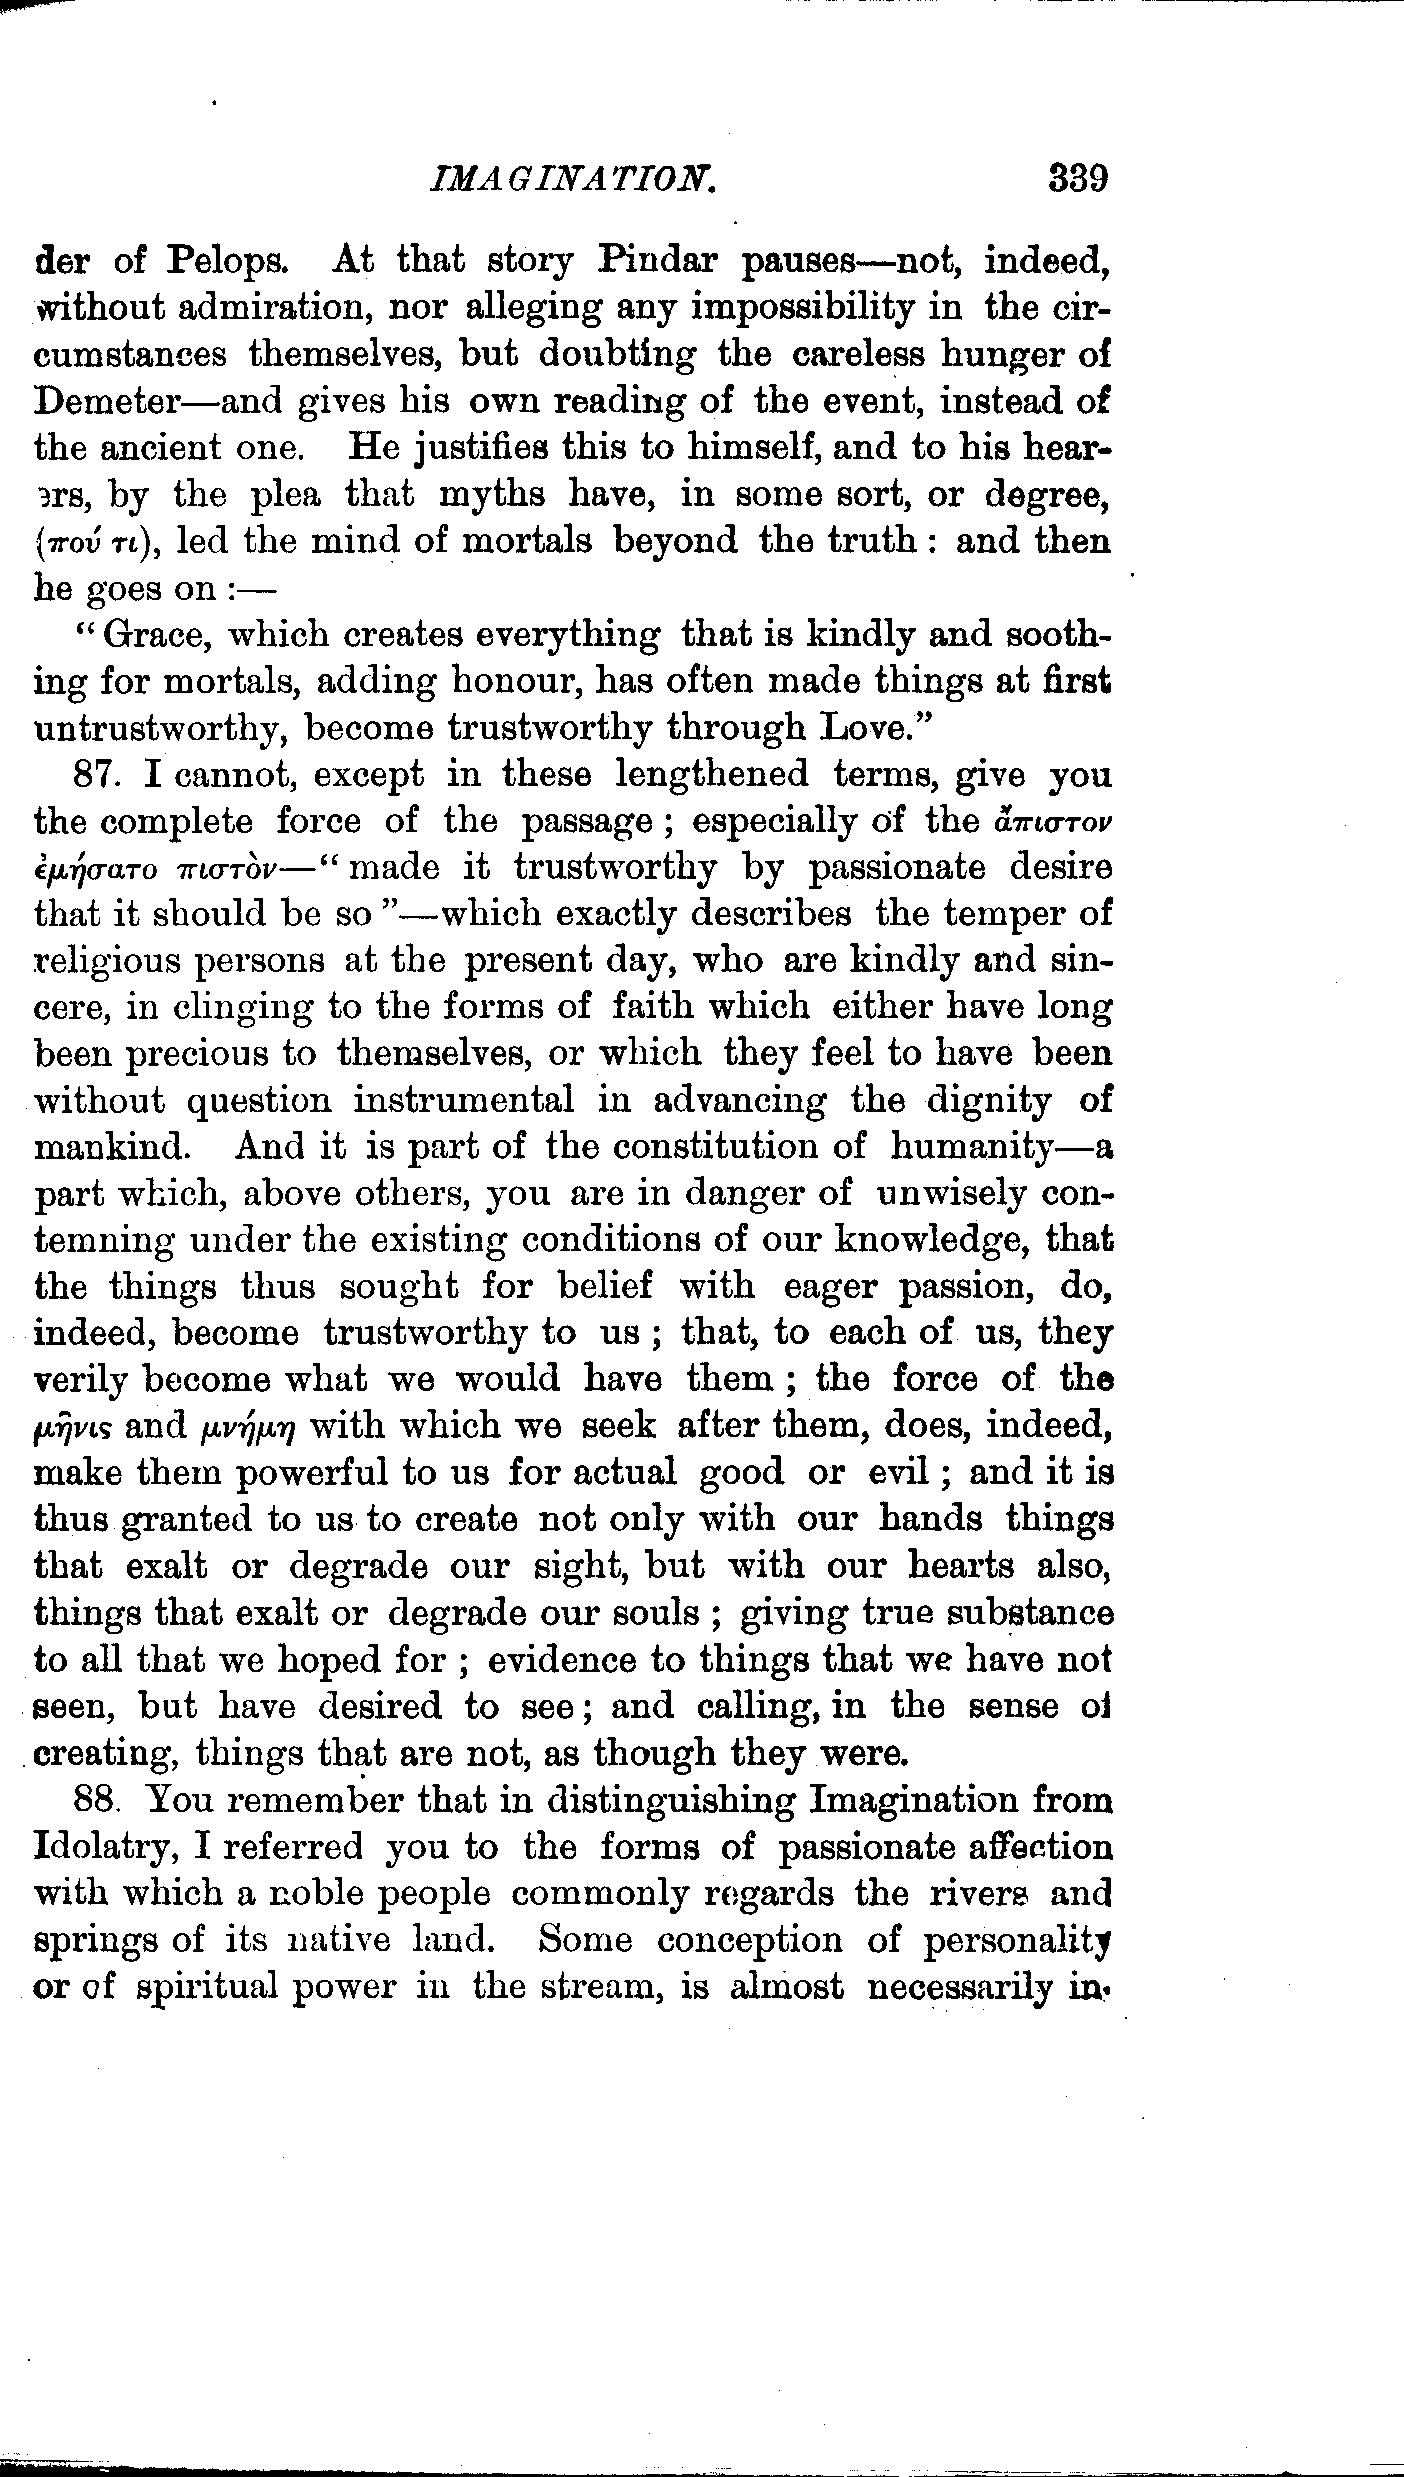 IMAGINATION. 339
der of Pelops. At that story Pindar pauses—not, indeed,
without admiration, nor alleging any impossibility in the cir-
cumstances themselves, but doubting the careless hunger of
Demeter—and gives his own reading of the event, instead of
the ancient one. He justifies this to himself, and to his hear-
ers, by the plea that myths have, in some sort, or degree,
(πού τι), led the mind of mortals beyond the truth : and then
he goes on :—
“ Grace, which creates everything that is kindly and sooth-
ing for mortals, adding honour, has often made things at first
untrustworthy, become trustworthy through Love.”
87. I cannot, except in these lengthened terms, give you
the complete force of the passage ; especially of the ἄπιστον
ἐμήσατο πιστὸν—“ made it trustworthy by passionate desire
that it should be so ”—which exactly describes the temper of
religious persons at the present day, who are kindly and sin-
cere, in clinging to the forms of faith which either have long
been precious to themselves, or which they feel to have been
without question instrumental in advancing the dignity of
mankind. And it is part of the constitution of humanity—a
part which, above others, you are in danger of unwisely con-
temning under the existing conditions of our knowledge, that
the things thus sought for belief with eager passion, do,
indeed, become trustworthy to us ; that, to each of us, they
verily become what we would have them ; the force of the
μῆνις and μνήμη with which we seek after them, does, indeed,
make them powerful to us for actual good or evil ; and it is
thus granted to us to create not only with our hands things
that exalt or degrade our sight, but with our hearts also,
things that exalt or degrade our souls ; giving true substance
to all that we hoped for ; evidence to things that we have not
seen, but have desired to see ; and calling, in the sense of
creating, things that are not, as though they were.
88. You remember that in distinguishing Imagination from
Idolatry, I referred you to the forms of passionate affection
with which a noble people commonly regards the rivers and
springs of its native land. Some conception of personality
or of spiritual power in the stream, is almost necessarily in-